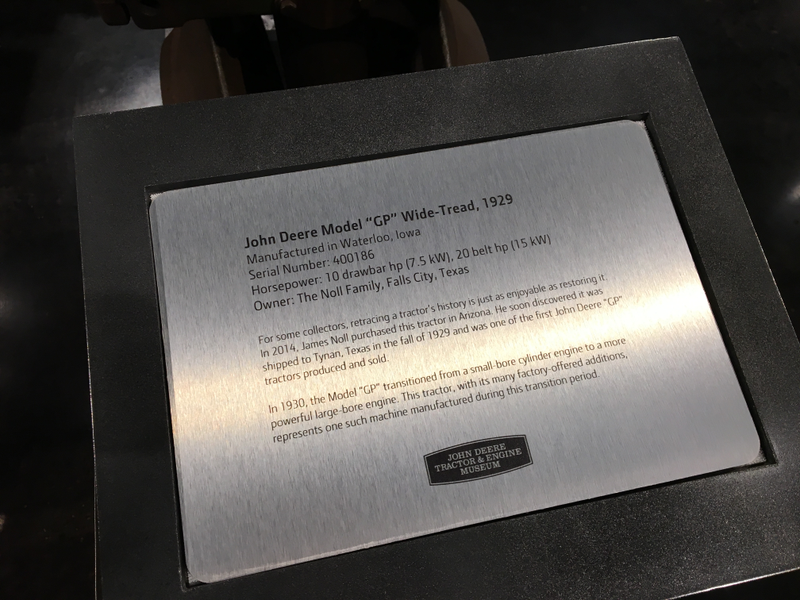 John Deere Model “GP” Wide-Tread, 1929
Manufactured in Waterloo, Iowa
Serial Number: 400186
Horsepower: 10 drawbar hp (7.5 kW), 20 belt hp (15 kW)
Owner: The Noll Family, Falls City, Texas
For some collectors, retracing a tractor's history is just as enjoyable as restoring it.
In 2014, James Noll purchased this tractor in Arizona. He soon discovered it was
shipped to Tynan, Texas in the fall of 1929 and was one of the first John Deere “GP”
tractors produced and sold.
In 1930, the Model “GP” transitioned from a small-bore cylinder engine to a more
powerful large-bore engine. This tractor, with its many factory-offered additions,
represents one such machine manufactured during this transition period.
JOHN DEERE
TRACTOR & ENGINE
MUSEUM